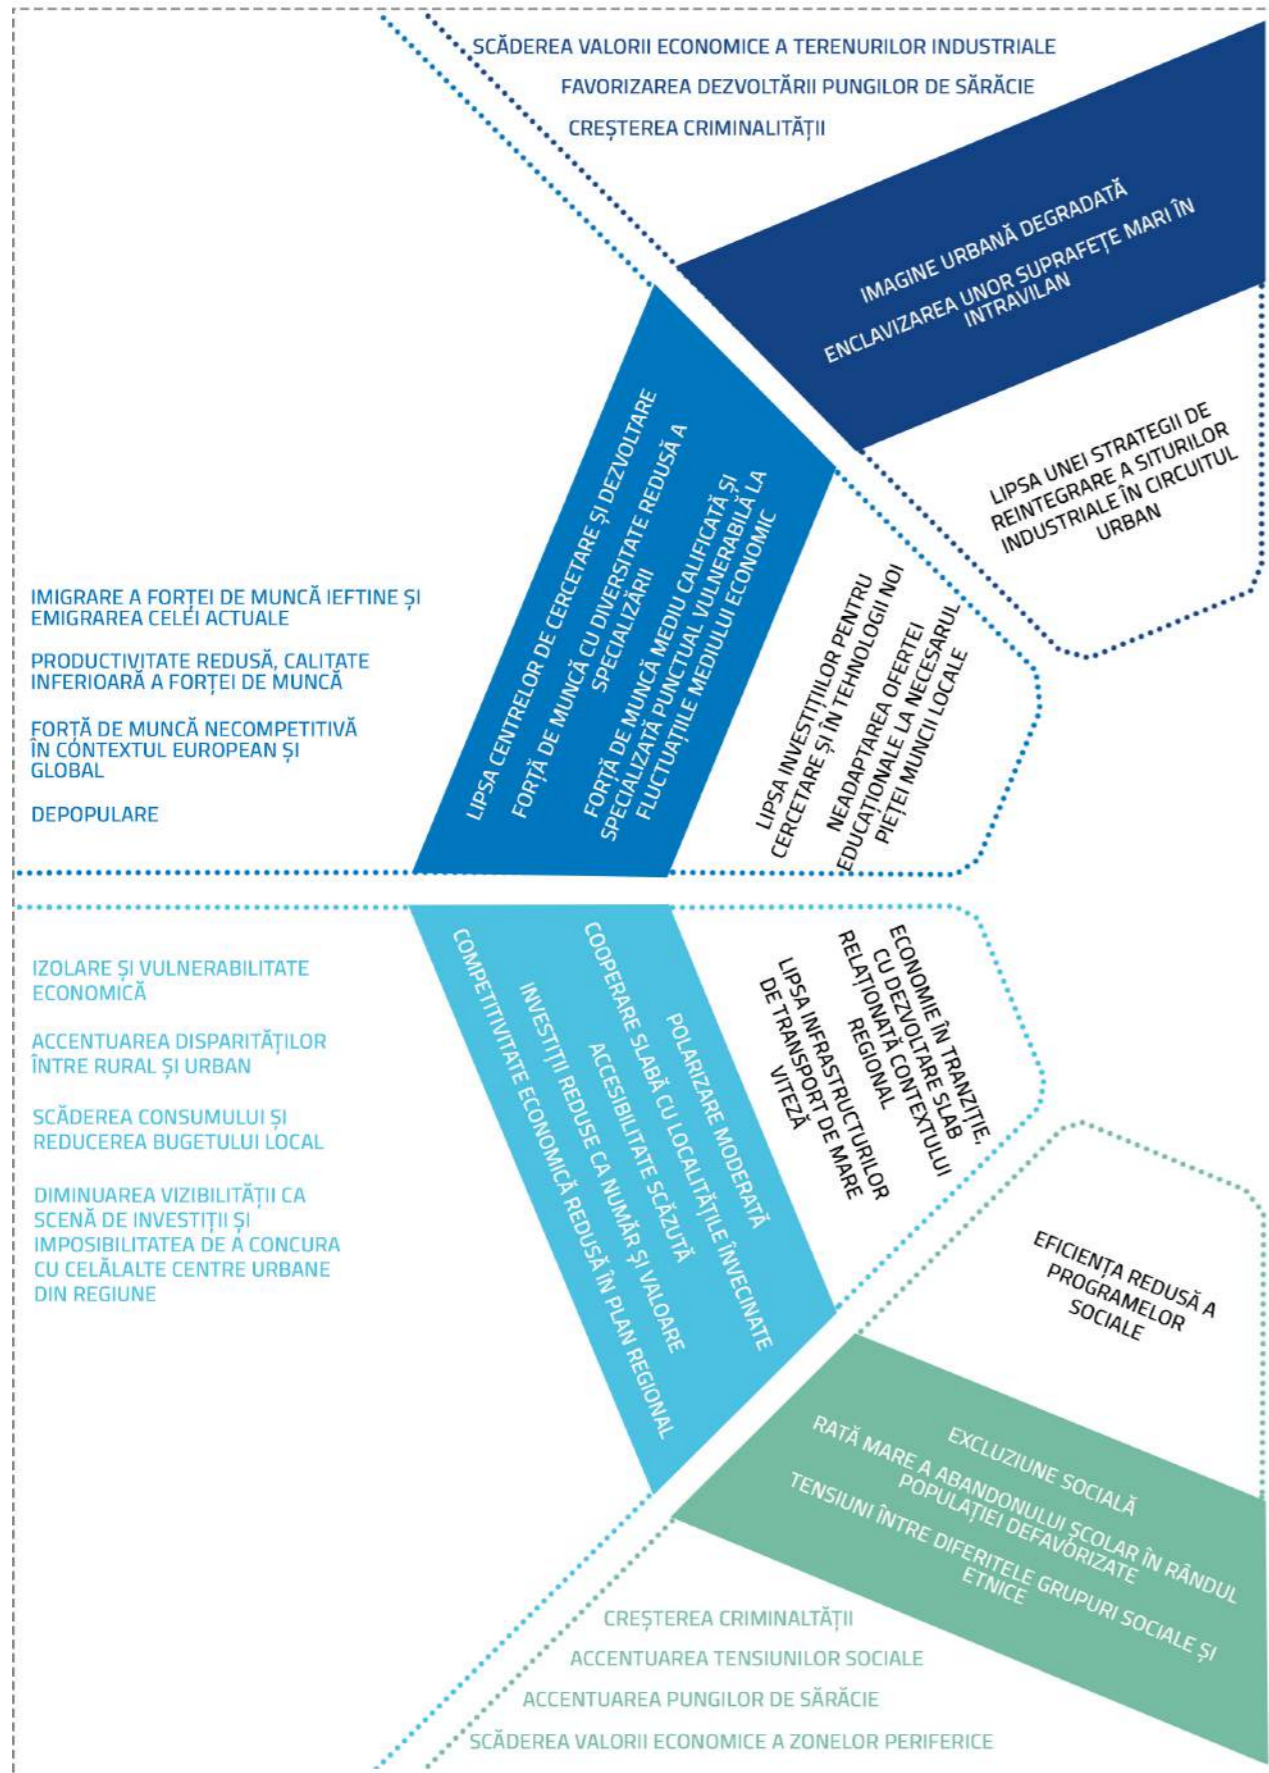 SCĂDEREA VALORII ECONOMICE A TERENURILOR INDUSTRIALE
FAVORIZAREA DEZVOLTĂRII PUNGILOR DE SĂRĂCIE
CREȘTEREA CRIMINALITĂȚII
IMAGINE URBANĂ DEGRADATĂ
ENCLAVIZAREA UNOR SUPRAFEȚE MARI ÎN
INTRAVILAN
LIPSA UNEI STRATEGII DE
REINTEGRARE A SITURILOR
INDUSTRIALE ÎN CIRCUITUL
URBAN
IMIGRARE A FORȚEI DE MUNCĂ IEFTINE ȘI
EMIGRAREA CELEI ACTUALE
PRODUCTIVITATE REDUSĂ, CALITATE
INFERIOARĂ A FORȚEI DE MUNCĂ
FORȚĂ DE MUNCĂ NECOMPETITIVĂ
ÎN CONTEXTUL EUROPEAN ȘI
GLOBAL
DEPOPULARE
LIPSA CENTRELOR DE CERCETARE ȘI DEZVOLTARE
FORȚĂ DE MUNCĂ CU DIVERSITATE REDUSĂ A
SPECIALIZĂRII
FORȚĂ DE MUNCĂ MEDIU CALIFICATĂ ȘI
SPECIALIZATĂ PUNCTUAL VULNERABILĂ LA
FLUCTUAȚIILE MEDIULUI ECONOMIC
LIPSA INVESTIȚIILOR PENTRU
CERCETARE ȘI ÎN TEHNOLOGII NOI
NEADAPTAREA OFERTEI
EDUCAȚIONALE LA NECESARUL
PIEȚEI MUNCII LOCALE
IZOLARE ȘI VULNERABILITATE
ECONOMICĂ
ACCENTUAREA DISPARITĂȚILOR
ÎNTRE RURAL ȘI URBAN
SCĂDEREA CONSUMULUI ȘI
REDUCEREA BUGETULUI LOCAL
DIMINUAREA VIZIBILITĂȚII CA
SCENĂ DE INVESTIȚII ȘI
IMPOSIBILITATEA DE A CONCURA
CU CELĂLALTE CENTRE URBANE
DIN REGIUNE
POLARIZARE MODERATĂ
COOPERARE SLABĂ CU LOCALITĂȚILE ÎNVECINATE
ACCESIBILITATE SCĂZUTĂ
INVESTIȚII REDUSE CA NUMĂR ȘI VALOARE
COMPETITIVITATE ECONOMICĂ REDUSĂ ÎN PLAN REGIONAL
ECONOMIE ÎN TRANZIȚIE,
CU DEZVOLTARE SLAB
RELAȚIONATĂ CONTEXTULUI
REGIONAL
LIPSA INFRASTRUCTURILOR
DE TRANSPORT DE MARE
VITEZĂ
EFICIENȚA REDUSĂ A
PROGRAMELOR
SOCIALE
EXCLUZIUNE SOCIALĂ
RATĂ MARE A ABANDONULUI ȘCOLAR ÎN RÂNDUL
POPULAȚIEI DEFAVORIZATE
TENSIUNI ÎNTRE DIFERITELE GRUPURI SOCIALE ȘI
ETNICE
CREȘTEREA CRIMINALTĂȚII
ACCENTUAREA TENSIUNILOR SOCIALE
ACCENTUAREA PUNGILOR DE SĂRĂCIE
SCĂDEREA VALORII ECONOMICE A ZONELOR PERIFERICE